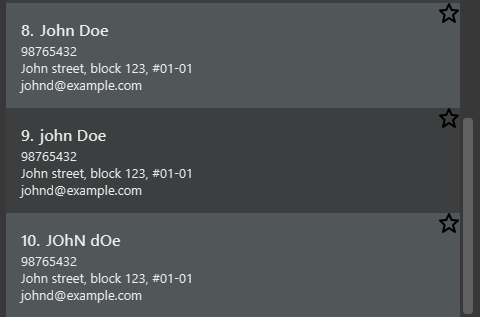 8. John Doe
98765432
John street, block 123, #01-01
johnd@example.com
9. john Doe
98765432
John street, block 123, #01-01
johnd@example.com
10. JOhN dOe
98765432
John street, block 123, #01-01
johnd@example.com